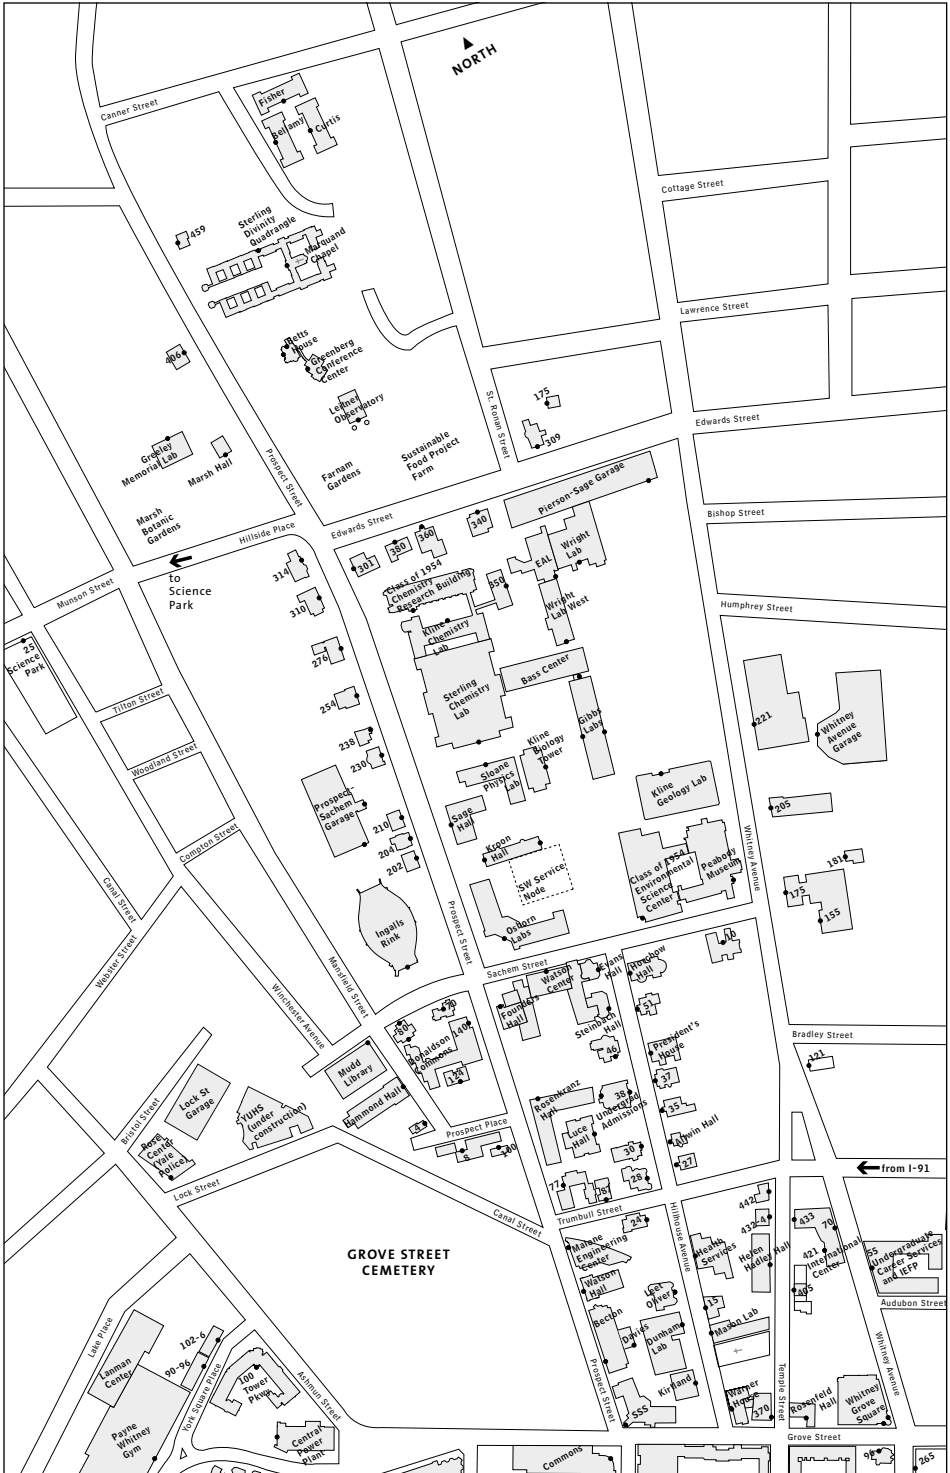 NORTH
Canner Street
Fisher
Bellamy
Curtis
Cottage Street
459
Sterling
Divinity
Quadrangle
Marquand
Chapel
Lawrence Street
406
Betts
House
Greenberg
Conference
Center
Leitner
Observatory
St. Ronan Street
175
309
Edwards Street
Greeley
Memorial Lab
Marsh Hall
Prospect Street
Farnam
Gardens
Sustainable
Food Project
Farm
Pierson-Sage Garage
Marsh
Botanic
Gardens
Hillside Place
Edwards Street
Bishop Street
to
Science
Park
Munson Street
314
310
276
254
238
230
301
380
360
340
350
EAL
Wright
Lab
Wright
Lab West
Class of 1954
Chemistry
Research Building
Kline
Chemistry
Lab
Humphrey Street
25
Science
Park
Tilton Street
Woodland Street
Compton Street
Sterling
Chemistry
Lab
Bass Center
Gibbs
Labs
Kline
Biology
Tower
Sloane
Physics
Lab
221
Whitney
Avenue
Garage
Prospect-
Sachem
Garage
210
204
202
Sage
Hall
Kroon
Hall
SW Service
Node
Kline
Geology Lab
205
Class of 1954
Environmental
Science
Center
Peabody
Museum
Whitney Avenue
181
175
155
Canal Street
Webster Street
Ingalls
Rink
Prospect Street
Osborn
Labs
Mansfield Street
Winchester Avenue
Sachem Street
10
Founders
Hall
Watson
Center
Evans
Hall
Horchow
Hall
Steinbach
Hall
51
46
President's
House
37
35
Bradley Street
121
80
70
Donaldson
Commons
140
124
Mudd
Library
Hammond Hall
Lock St
Garage
YUHS
(under
construction)
Bristol Street
Rose
Center
(Yale
Police)
Lock Street
4
Prospect Place
8
100
Rosenkranz
Hall
38
Undergrad
Admissions
Luce
Hall
30
28
77
87
Allwin Hall
27
from I-91
Trumbull Street
Hillhouse Avenue
24
Canal Street
GROVE STREET
CEMETERY
Malone
Engineering
Center
Watson
Hall
Health
Services
442
432-4
Helen
Hadley Hall
433
70
421
International
Center
405
55
Undergraduate
Career Services
and IEFP
Audubon Street
Leet
Oliver
15
Becton
Davies
Dunham
Lab
Mason Lab
Kirtland
SSS
Prospect Street
Warner
House
370
Temple Street
Rosenfeld
Hall
Whitney
Grove
Square
Whitney Avenue
Grove Street
Lake Place
Lanman
Center
102-6
90-96
York Square Place
100
Tower
Pkwy
Ashmun Street
Payne
Whitney
Gym
Central
Power
Plant
Commons
265